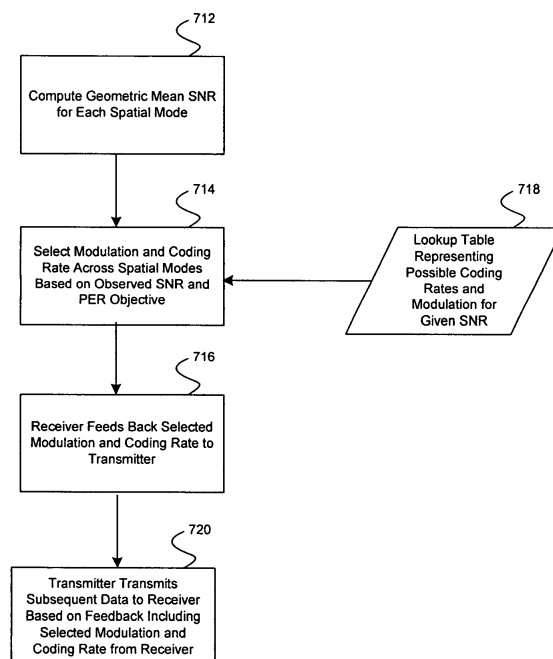 712
Compute Geometric Mean SNR
for Each Spatial Mode
714
Select Modulation and Coding
Rate Across Spatial Modes
Based on Observed SNR and
PER Objective
718
Lookup Table
Representing
Possible Coding
Rates and
Modulation for
Given SNR
716
Receiver Feeds Back Selected
Modulation and Coding Rate to
Transmitter
720
Transmitter Transmits
Subsequent Data to Receiver
Based on Feedback Including
Selected Modulation and
Coding Rate from Receiver